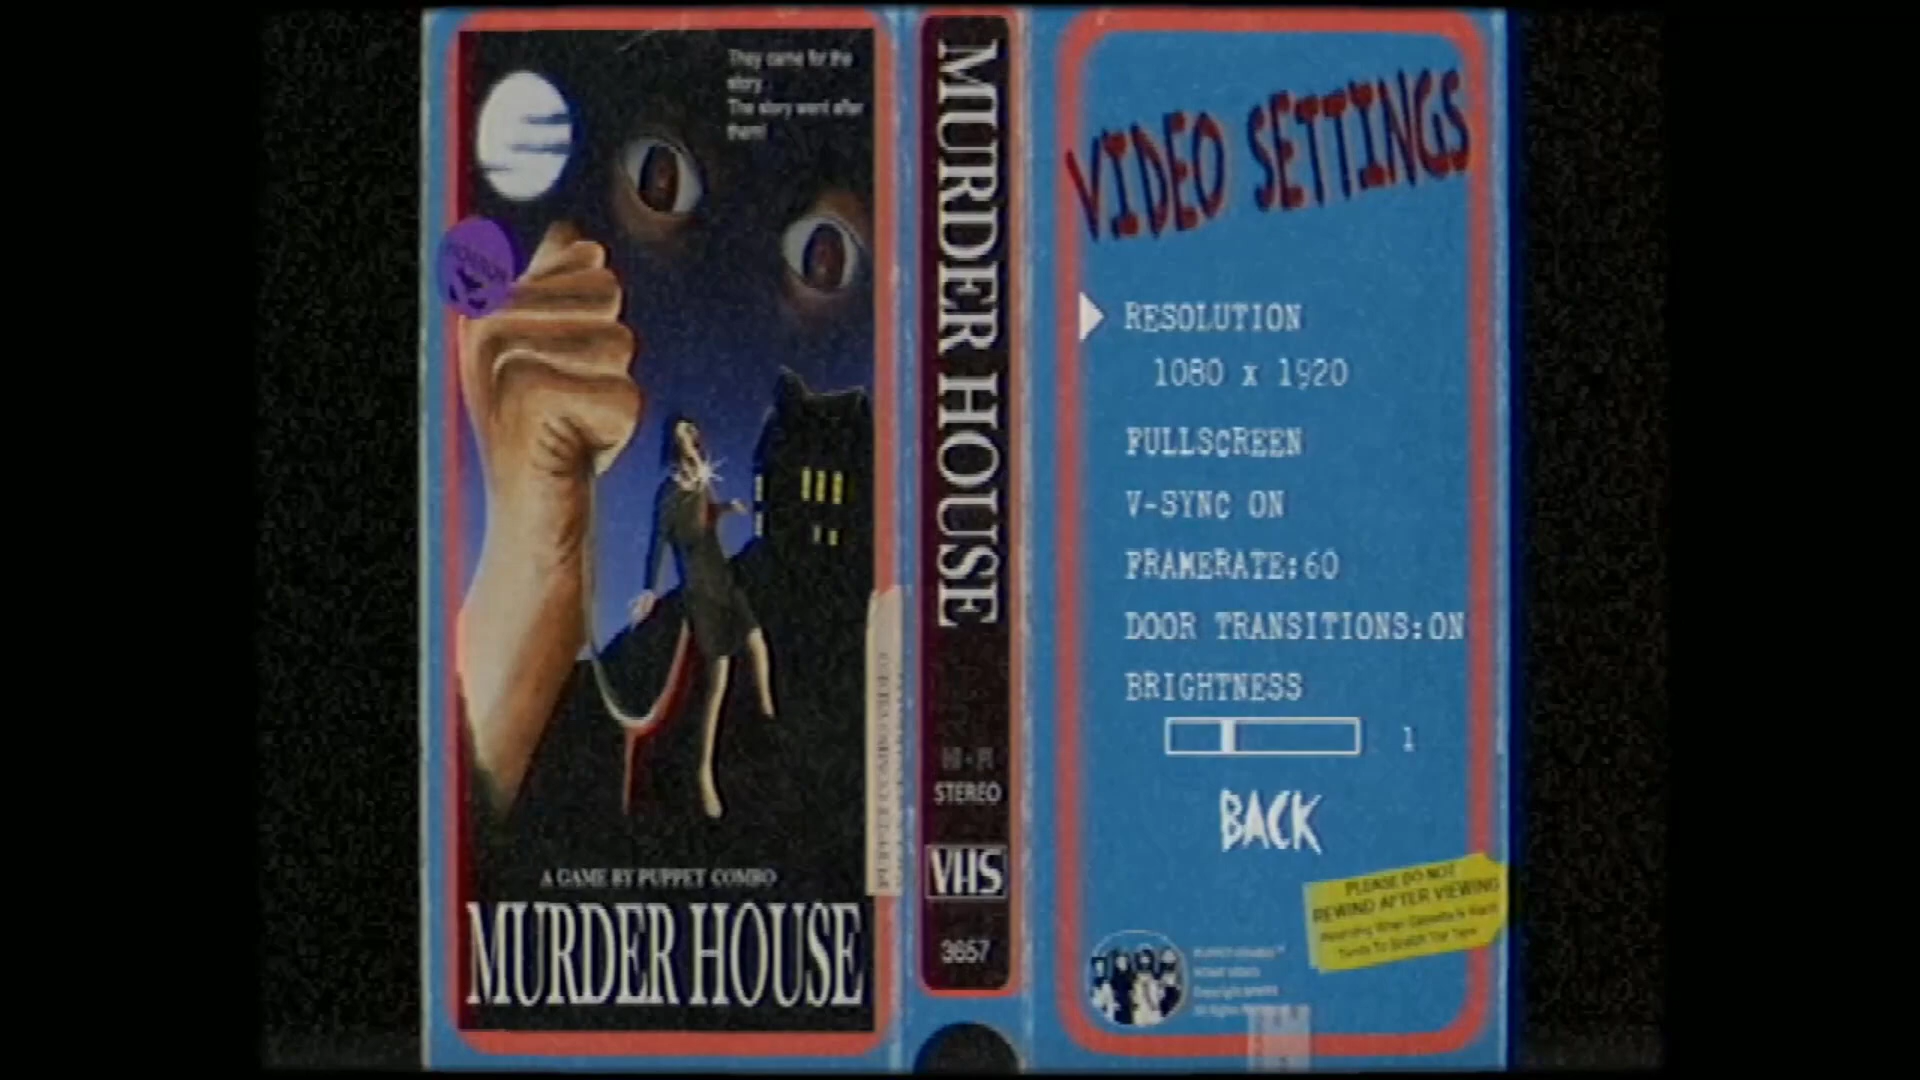 They came for the
story.
The story went after
them!
A GAME BY PUPPET COMBO
MURDER HOUSE
MURDER HOUSE
HI-FI
STEREO
VHS
3657
VIDEO SETTINGS
RESOLUTION
1080 x 1920
FULLSCREEN
V-SYNC ON
FRAMERATE:60
DOOR TRANSITIONS:ON
BRIGHTNESS
1
BACK
PLEASE DO NOT
REWIND AFTER VIEWING